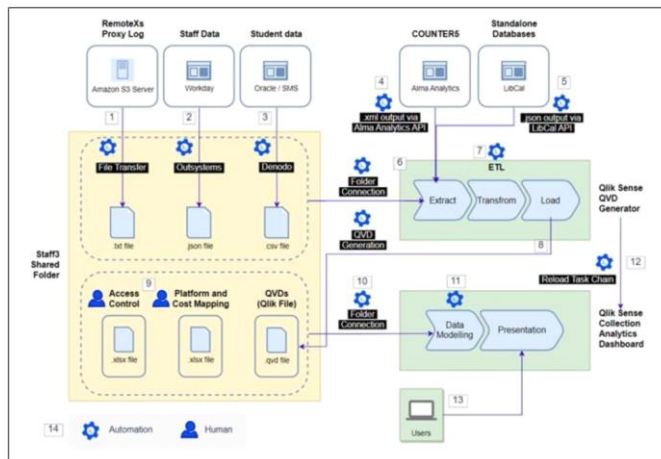 RemoteXs
Proxy Log
Staff Data
Student data
COUNTER5
Standalone
Databases
Amazon S3 Server
Workday
Oracle / SMS
Alma Analytics
LibCal
1
2
3
4
5
.xml output via
Alma Analytics API
.json output via
LibCal API
File Transfer
Outsystems
Denodo
6
7
ETL
Folder
Connection
Extract
Transfrom
Load
Qlik Sense
QVD
Generator
.txt file
.json file
.csv file
QVD
Generation
8
Staff3
Shared
Folder
9
Access
Control
Platform and
Cost Mapping
QVDs
(Qlik File)
10
Folder
Connection
11
Reload Task Chain
12
Data
Modelling
Presentation
Qlik Sense
Collection
Analytics
Dashboard
.xlsx file
.xlsx file
.qvd file
13
Users
14
Automation
Human